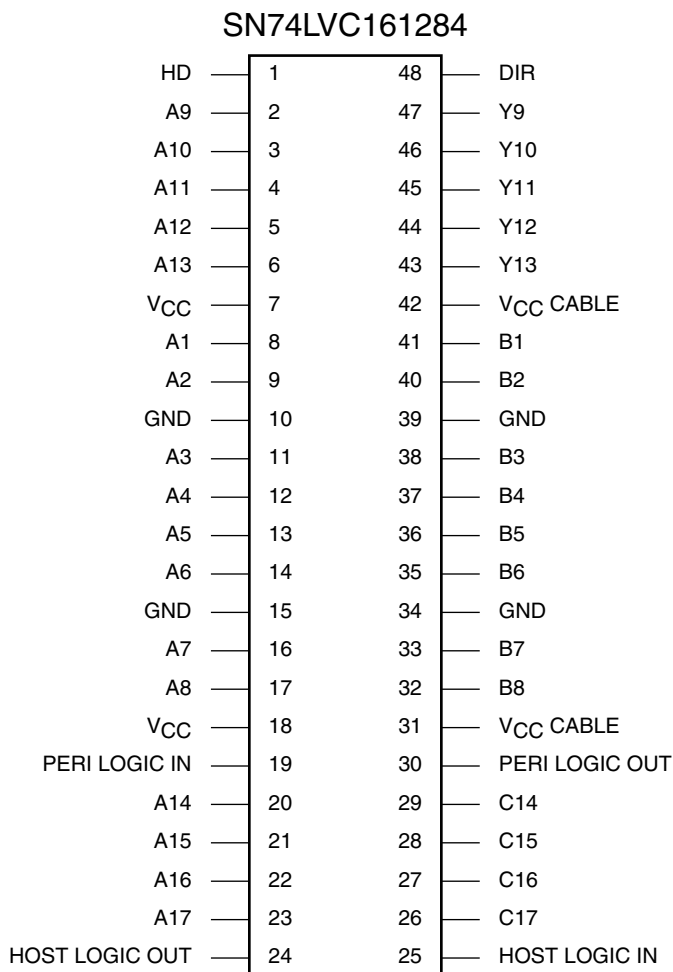 SN74LVC161284
HD 1 48 DIR
A9 2 47 Y9
A10 3 46 Y10
A11 4 45 Y11
A12 5 44 Y12
A13 6 43 Y13
VCC 7 42 VCC CABLE
A1 8 41 B1
A2 9 40 B2
GND 10 39 GND
A3 11 38 B3
A4 12 37 B4
A5 13 36 B5
A6 14 35 B6
GND 15 34 GND
A7 16 33 B7
A8 17 32 B8
VCC 18 31 VCC CABLE
PERI LOGIC IN 19 30 PERI LOGIC OUT
A14 20 29 C14
A15 21 28 C15
A16 22 27 C16
A17 23 26 C17
HOST LOGIC OUT 24 25 HOST LOGIC IN